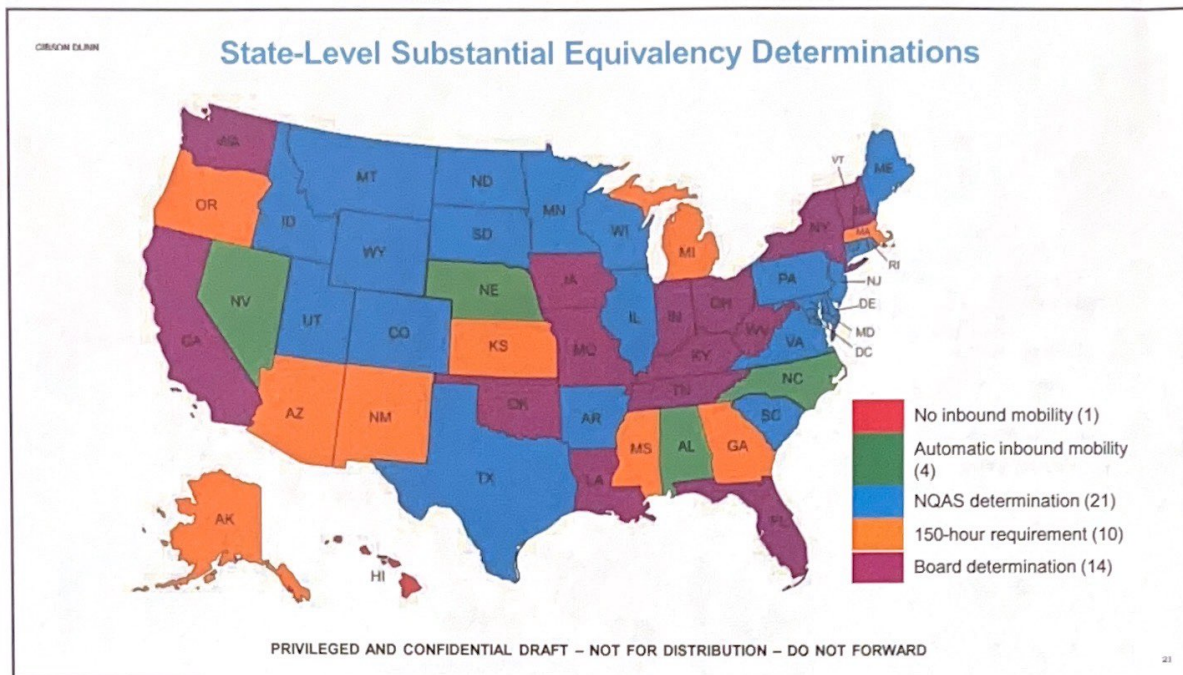 GIBSON DUNN
State-Level Substantial Equivalency Determinations
WA
MT
ND
MN
VT
ME
OR
ID
SD
WI
MI
NY
MA
WY
RI
NV
NE
IA
PA
NJ
CA
UT
CO
IL
IN
OH
DE
KS
MO
WV
VA
MD
KY
DC
AZ
NM
OK
AR
TN
NC
MS
AL
GA
SC
TX
LA
FL
AK
HI
No inbound mobility (1)
Automatic inbound mobility
(4)
NQAS determination (21)
150-hour requirement (10)
Board determination (14)
PRIVILEGED AND CONFIDENTIAL DRAFT – NOT FOR DISTRIBUTION – DO NOT FORWARD